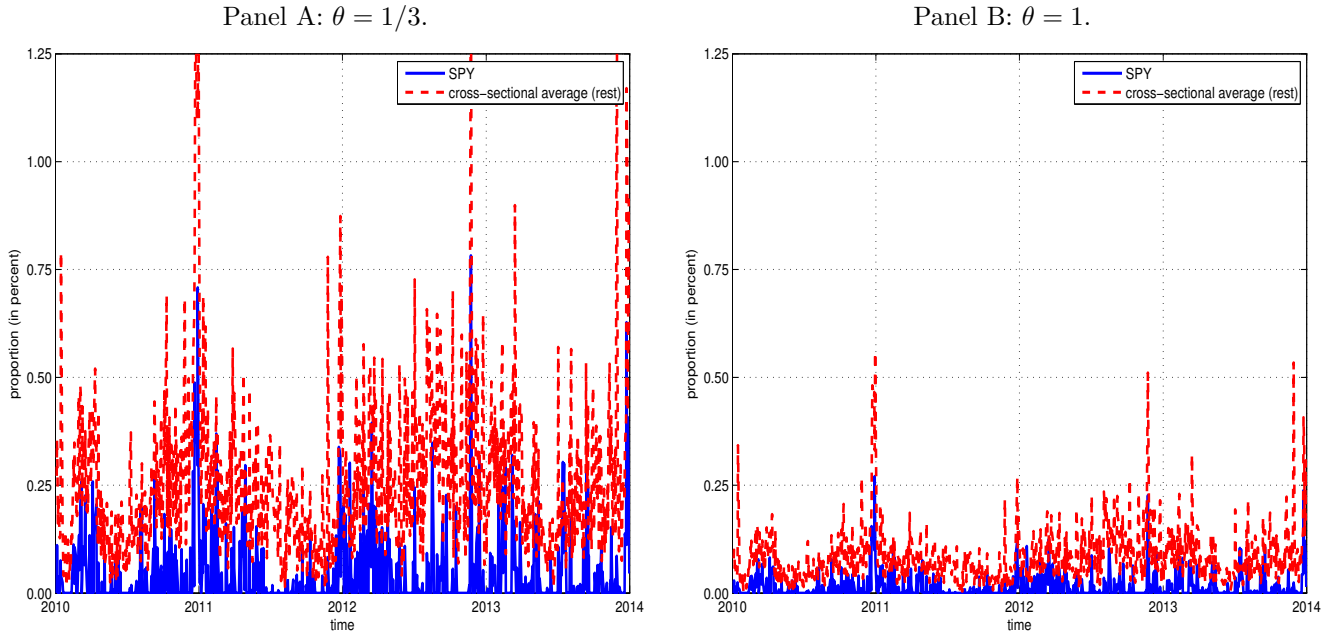 Panel A: θ = 1/3.
1.25
1.00
0.75
0.50
0.25
0.00
proportion (in percent)
2010
2011
2012
2013
2014
time
SPY
cross−sectional average (rest)
Panel B: θ = 1.
1.25
1.00
0.75
0.50
0.25
0.00
proportion (in percent)
2010
2011
2012
2013
2014
time
SPY
cross−sectional average (rest)